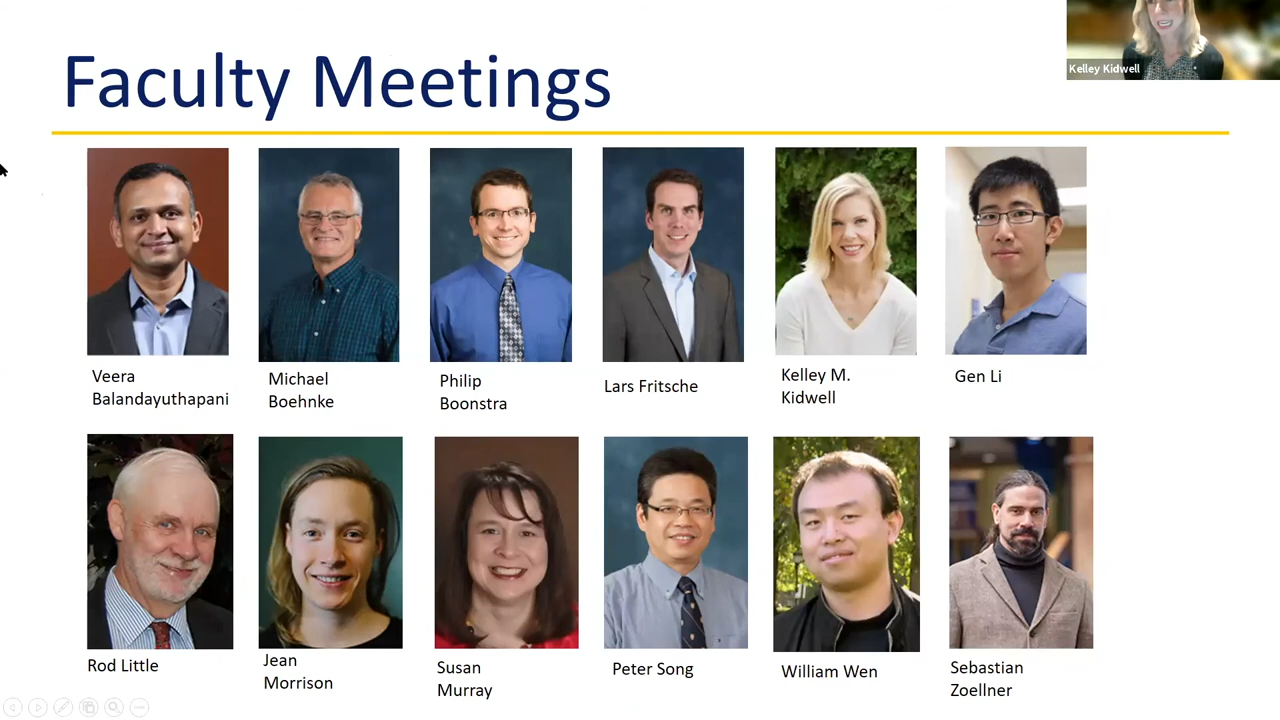 Faculty Meetings
Kelley Kidwell
Veera
Balandayuthapani
Michael
Boehnke
Philip
Boonstra
Lars Fritsche
Kelley M.
Kidwell
Gen Li
Rod Little
Jean
Morrison
Susan
Murray
Peter Song
William Wen
Sebastian
Zoellner